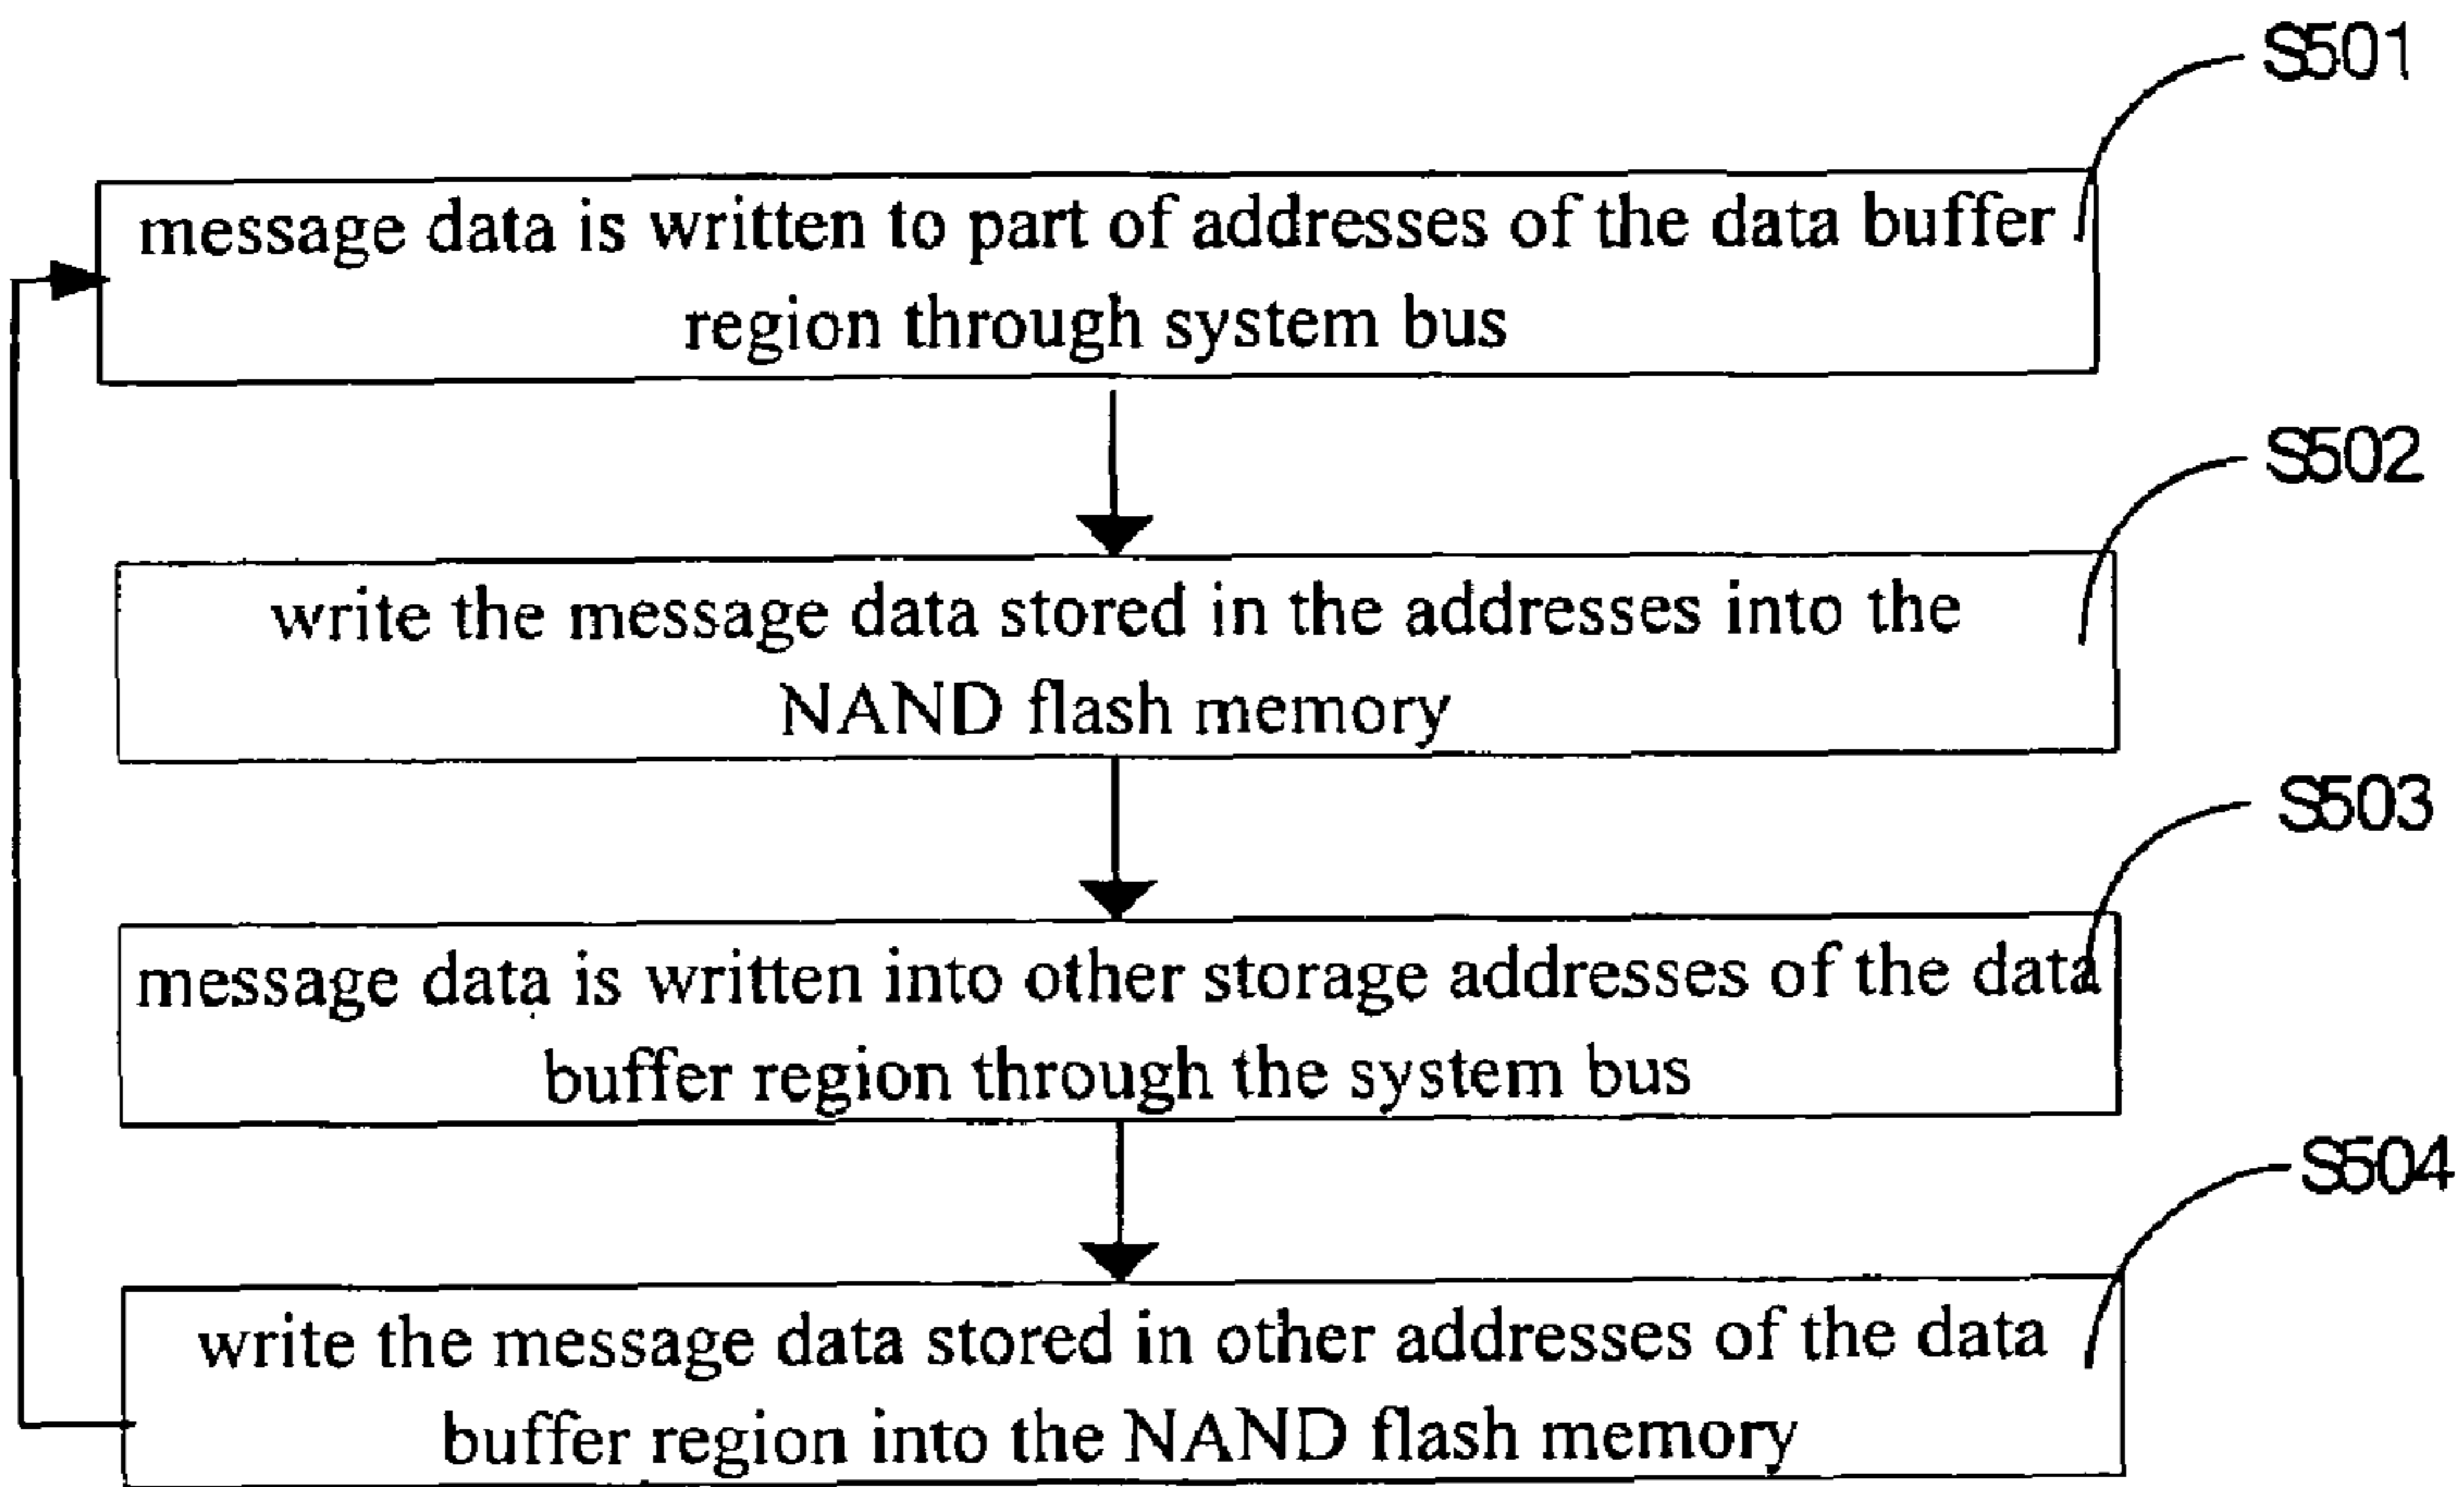 S501
message data is written to part of addresses of the data buffer
region through system bus
S502
write the message data stored in the addresses into the
NAND flash memory
S503
message data is written into other storage addresses of the data
buffer region through the system bus
S504
write the message data stored in other addresses of the data
buffer region into the NAND flash memory